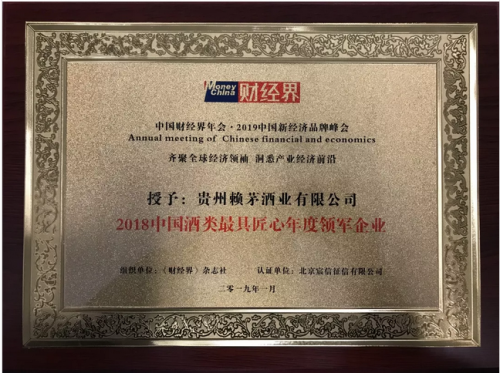 Money China 财经界
中国财经界年会·2019中国新经济品牌峰会
Annual meeting of Chinese financial and economics
齐聚全球经济领袖 洞悉产业经济前沿
授予：贵州赖茅酒业有限公司
2018中国酒类最具匠心年度领军企业
组织单位：《财经界》杂志社 认证单位：北京宸信征信有限公司
二零一九年一月